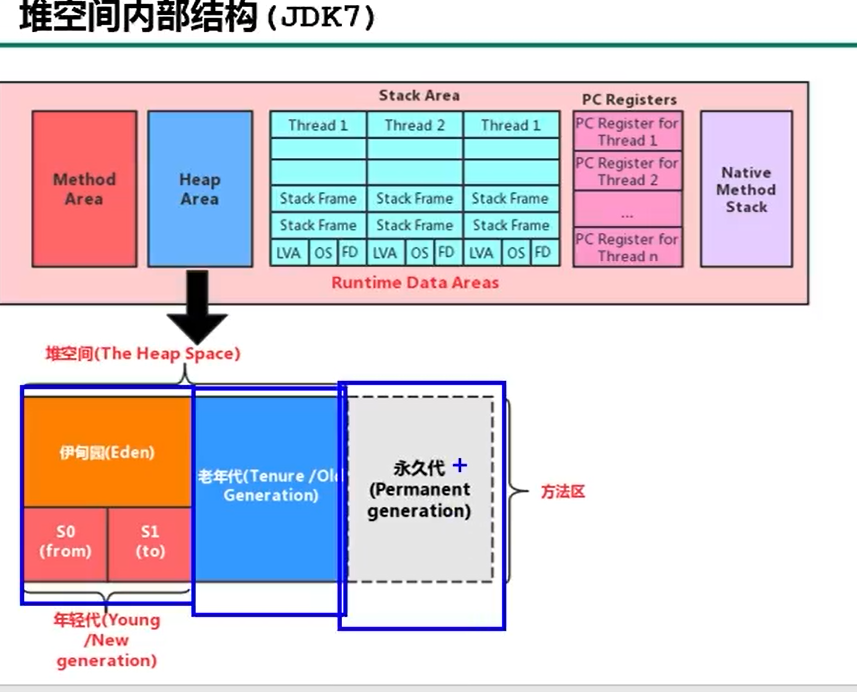 堆空间内部结构(JDK7)
Stack Area
PC Registers
Method
Area
Heap
Area
Thread 1
Thread 2
Thread 1
Stack Frame
Stack Frame
Stack Frame
Stack Frame
Stack Frame
Stack Frame
LVA
OS
FD
LVA
OS
FD
LVA
OS
FD
PC Register for
Thread 1
PC Register for
Thread 2
...
PC Register for
Thread n
Native
Method
Stack
Runtime Data Areas
堆空间(The Heap Space)
伊甸园(Eden)
S0
(from)
S1
(to)
老年代(Tenure /Old
Generation)
永久代
(Permanent
generation)
方法区
年轻代(Young
/New
generation)